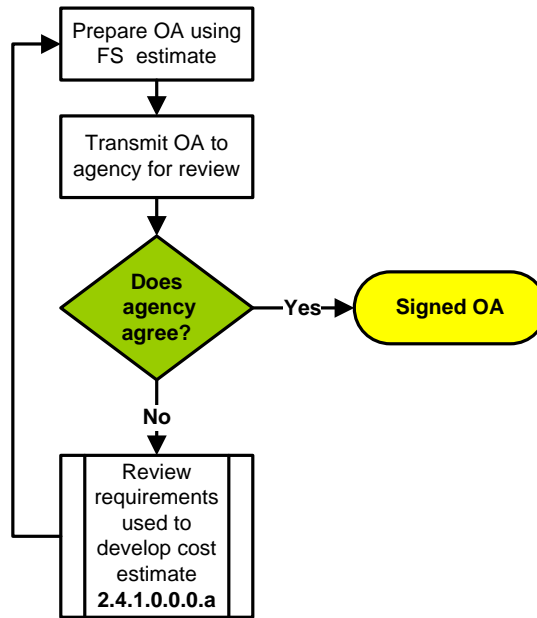 Prepare OA using
FS estimate
Transmit OA to
agency for review
Does
agency
agree?
Yes
Signed OA
No
Review
requirements
used to
develop cost
estimate
2.4.1.0.0.0.a